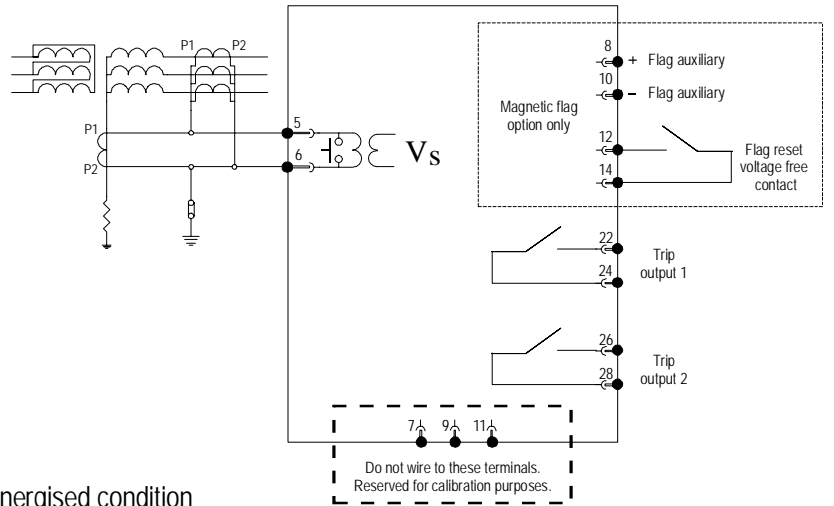 P1 P2
8
+ Flag auxiliary
10
– Flag auxiliary
Magnetic flag
option only
12
14
Flag reset
voltage free
contact
P1
P2
5
6
Vs
22
24
Trip
output 1
26
28
Trip
output 2
7 9 11
Do not wire to these terminals.
Reserved for calibration purposes.
condition